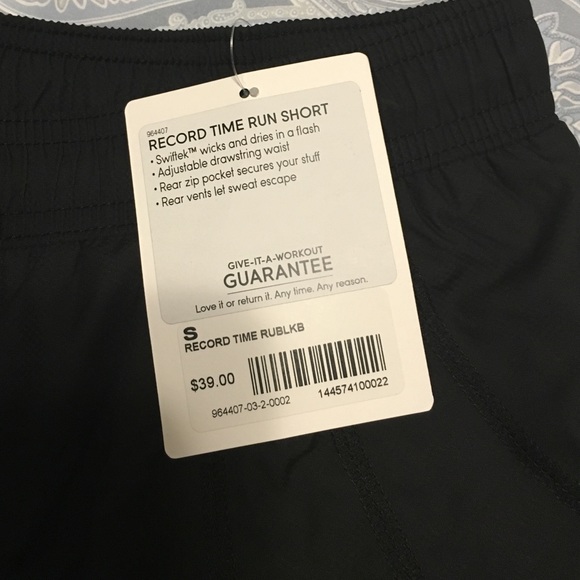 964407
RECORD TIME RUN SHORT
• Swiftek™ wicks and dries in a flash
• Adjustable drawstring waist
• Rear zip pocket secures your stuff
• Rear vents let sweat escape
GIVE-IT-A-WORKOUT
GUARANTEE
Love it or return it. Any time. Any reason.
S
RECORD TIME RUBLKB
$39.00
964407-03-2-0002 144574100022